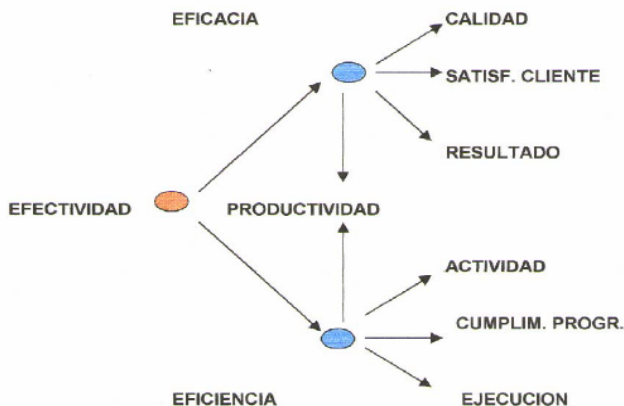 EFICACIA
CALIDAD
SATISF. CLIENTE
RESULTADO
EFECTIVIDAD
PRODUCTIVIDAD
ACTIVIDAD
CUMPLIM. PROGR.
EFICIENCIA
EJECUCION